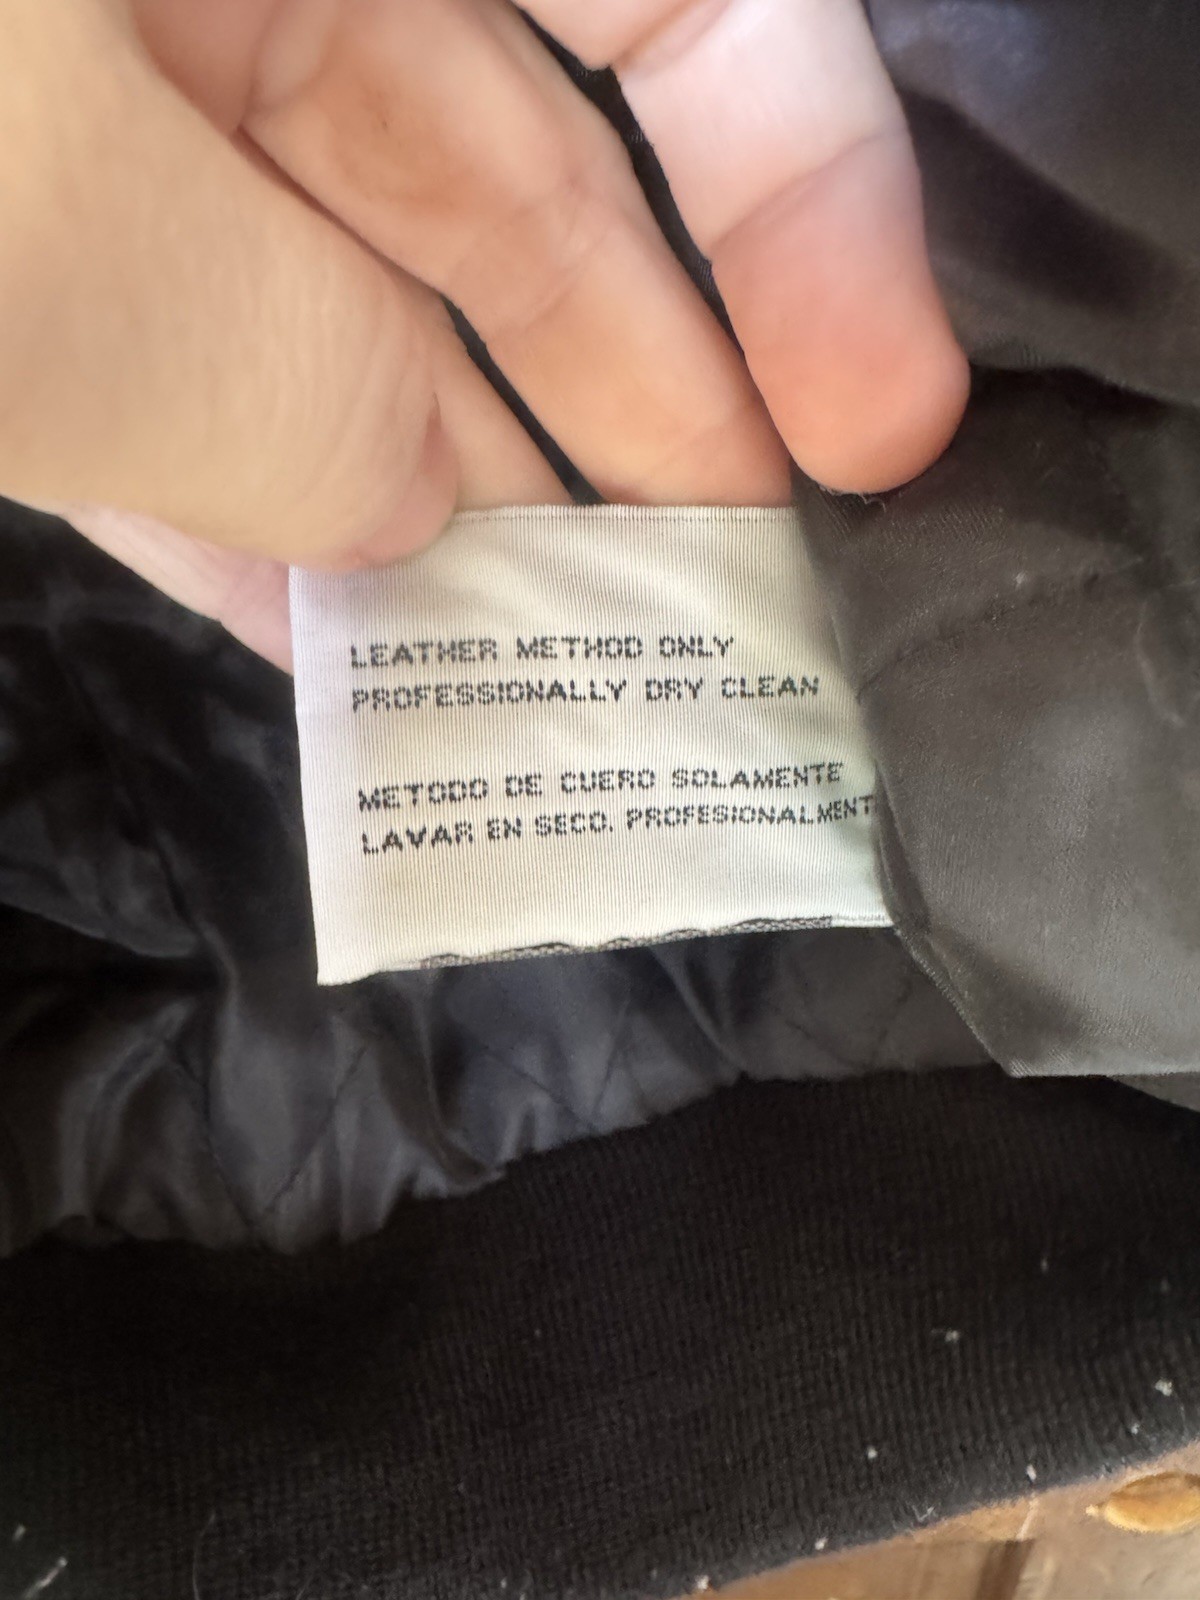 LEATHER METHOD ONLY
PROFESSIONALLY DRY CLEAN
METODO DE CUERO SOLAMENTE
LAVAR EN SECO. PROFESIONALMENT